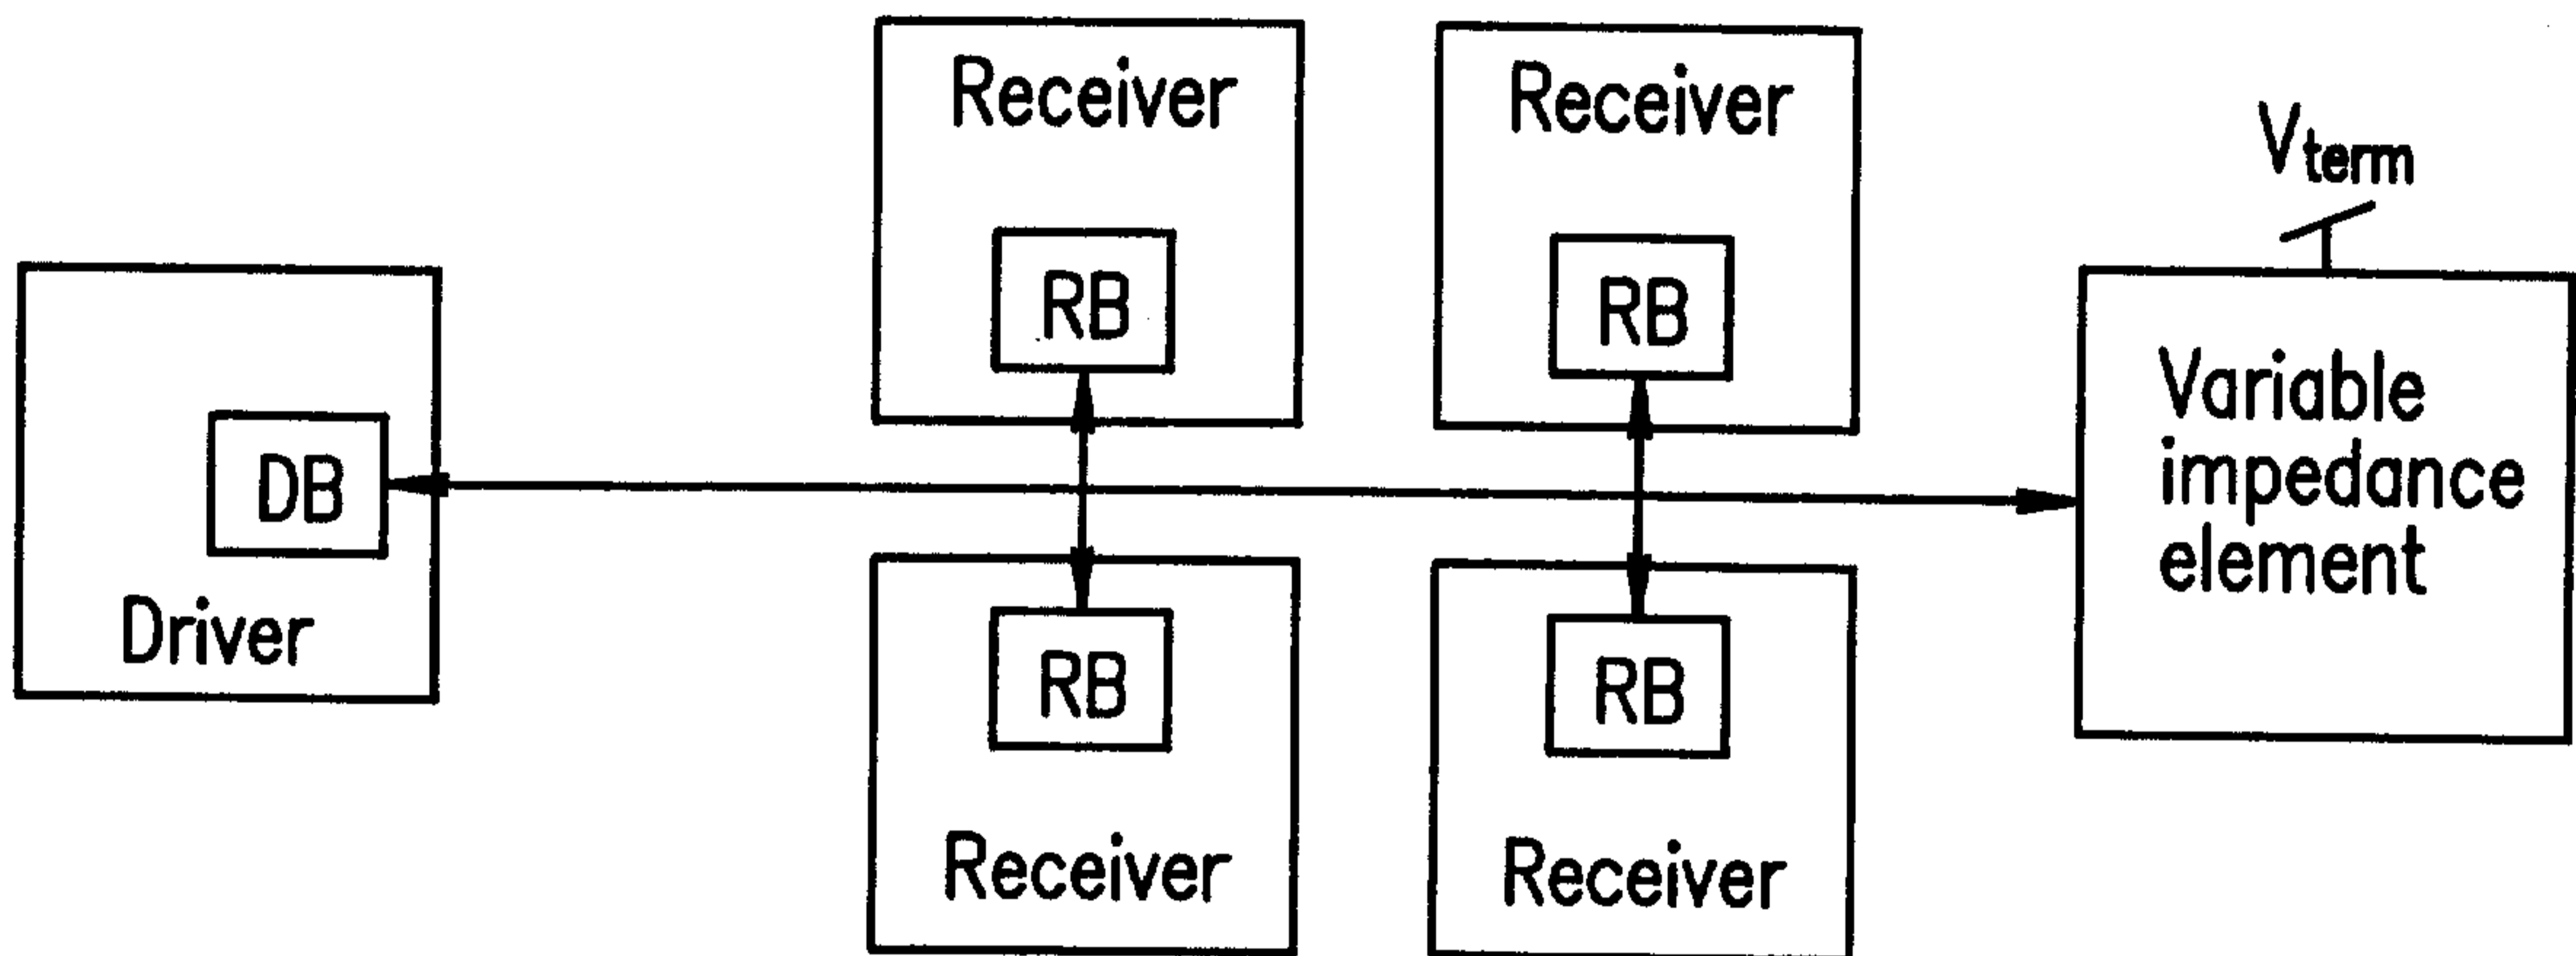 Receiver
Receiver
RB
RB
Vterm
DB
Driver
Variable
impedance
element
RB
RB
Receiver
Receiver